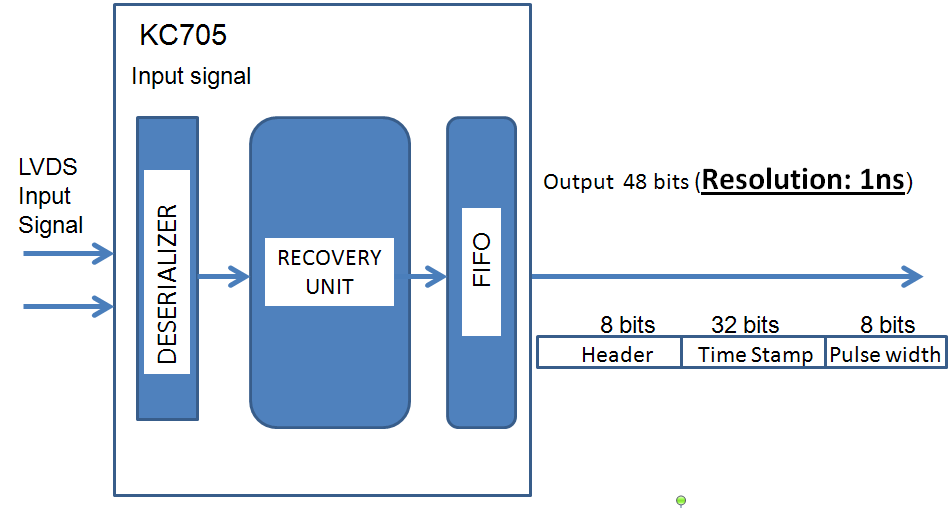 KC705
Input signal
LVDS
Input
Signal
DESERIALIZER
RECOVERY
UNIT
FIFO
Output 48 bits (Resolution: 1ns)
8 bits
32 bits
8 bits
Header
Time Stamp
Pulse width